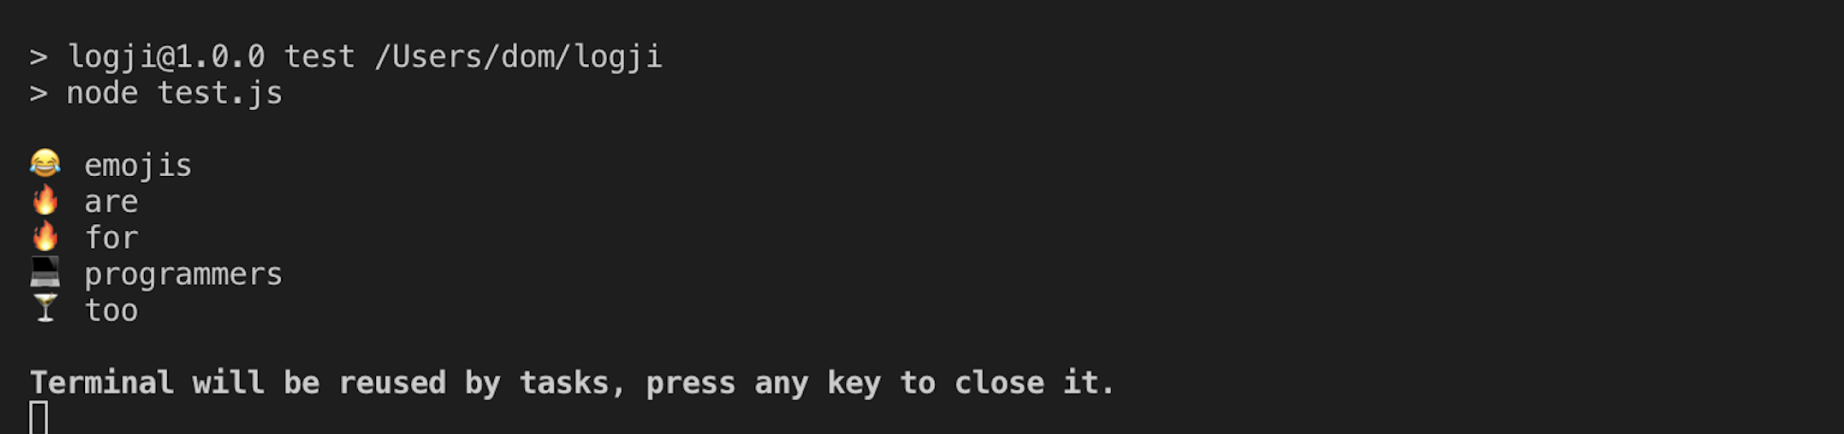 > logji@1.0.0 test /Users/dom/logji
> node test.js
😂 emojis
🔥 are
🔥 for
💻 programmers
🍸 too
Terminal will be reused by tasks, press any key to close it.